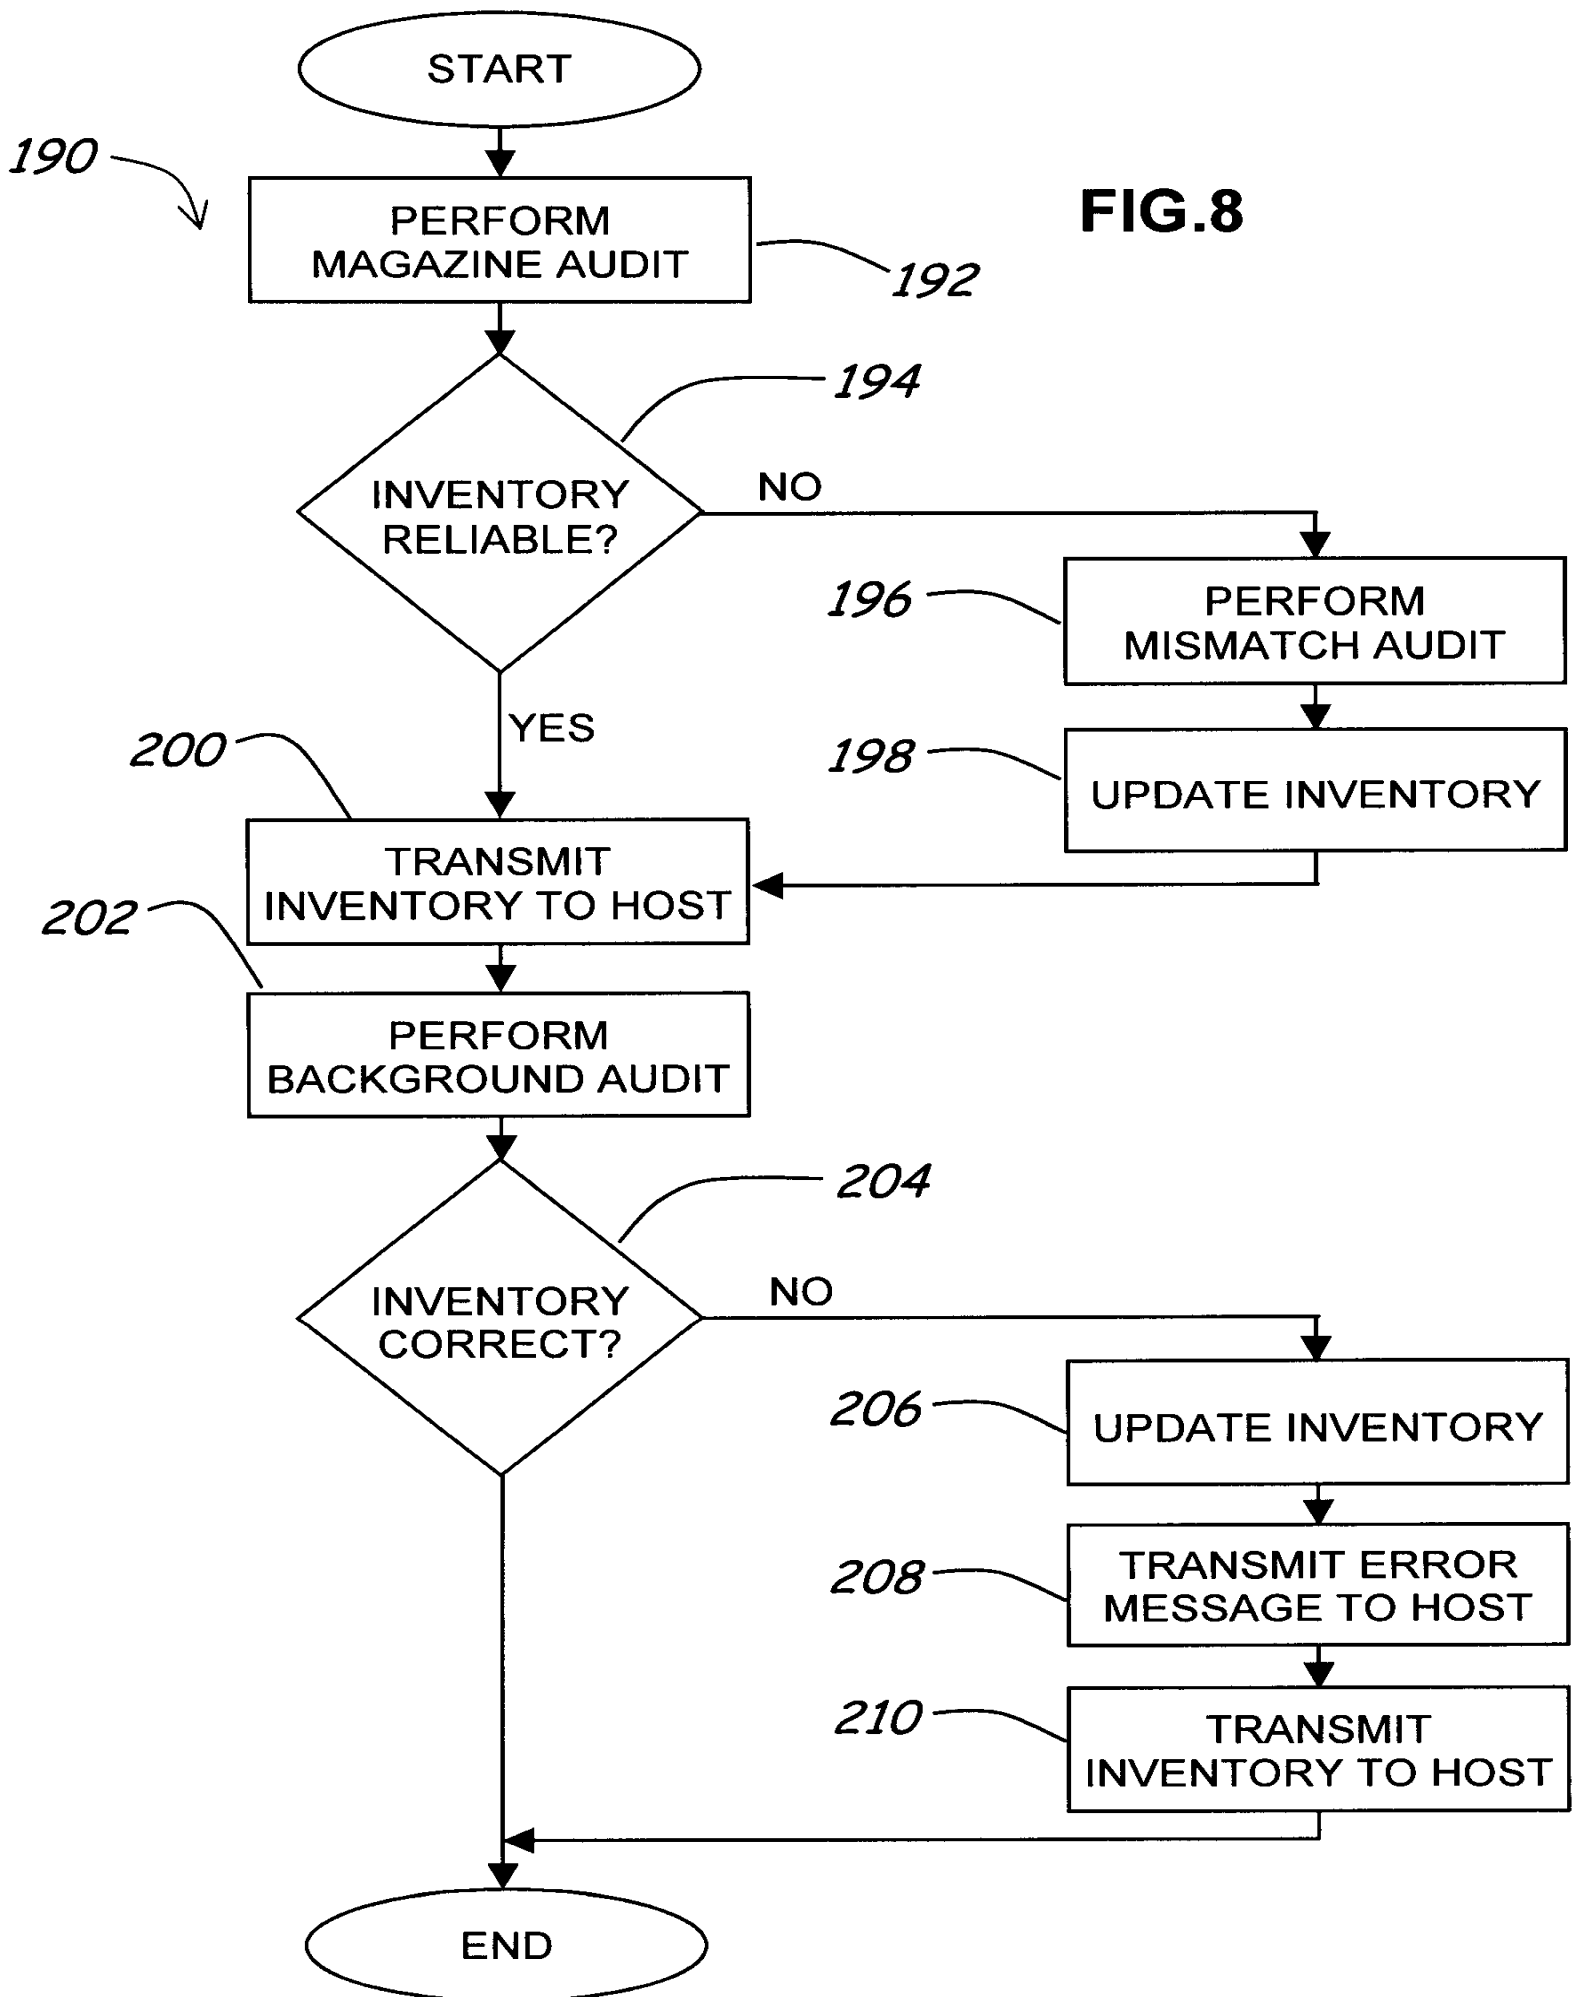 START
190
FIG.8
PERFORM
MAGAZINE AUDIT
192
194
INVENTORY
RELIABLE?
NO
196
PERFORM
MISMATCH AUDIT
YES
200
198
UPDATE INVENTORY
TRANSMIT
INVENTORY TO HOST
202
PERFORM
BACKGROUND AUDIT
204
INVENTORY
CORRECT?
NO
206
UPDATE INVENTORY
208
TRANSMIT ERROR
MESSAGE TO HOST
210
TRANSMIT
INVENTORY TO HOST
END